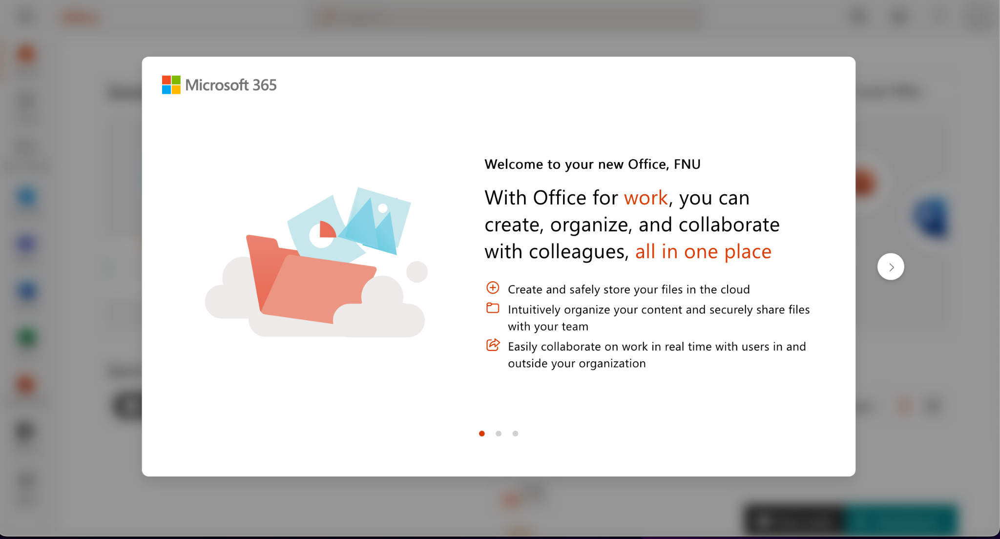 Microsoft 365
Welcome to your new Office, FNU
With Office for work, you can
create, organize, and collaborate
with colleagues, all in one place
Create and safely store your files in the cloud
Intuitively organize your content and securely share files
with your team
Easily collaborate on work in real time with users in and
outside your organization